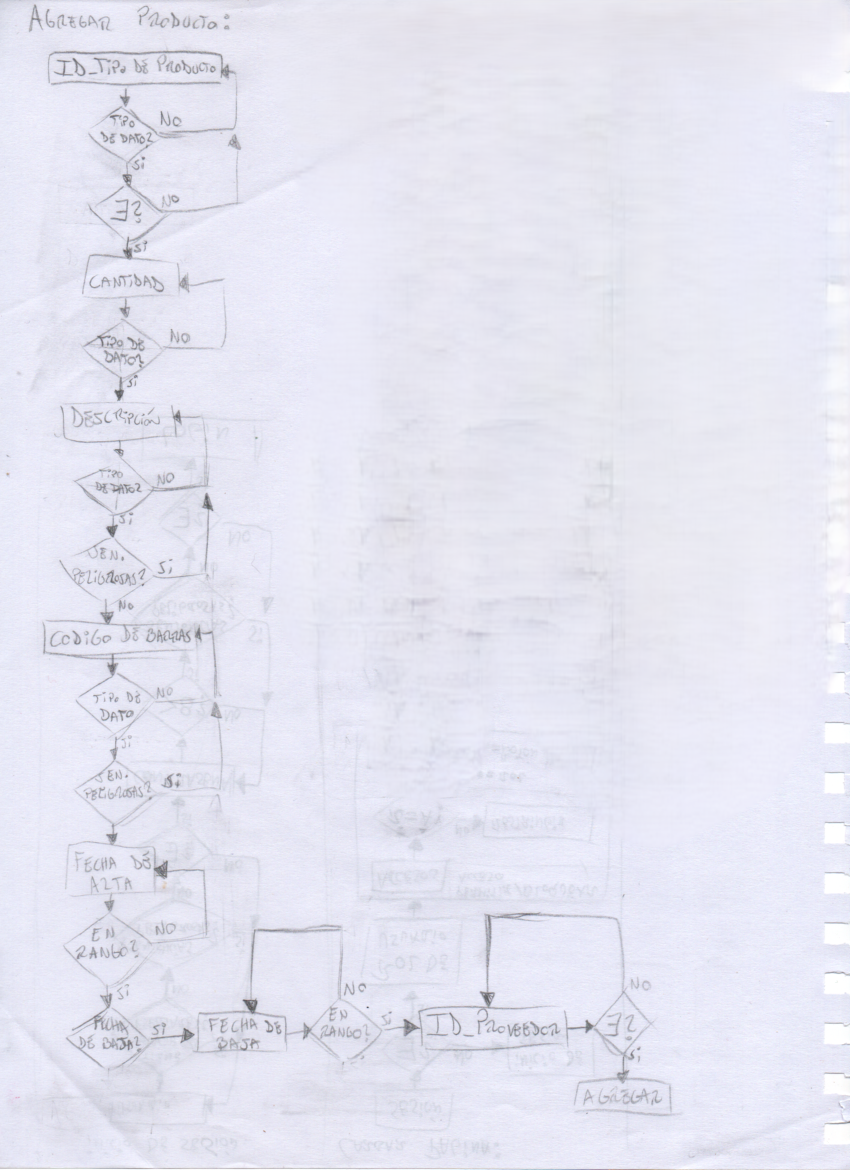 AGREGAR PRODUCTO:
ID_TIPO DE PRODUCTO
TIPO
DE DATO?
NO
Si
∃?
NO
Si
CANTIDAD
TIPO DE
DATO?
NO
Si
DESCRIPCIÓN
TIPO
DE DATO?
NO
Si
SEN.
PELIGROSAS?
Si
NO
CODIGO DE BARRAS
TIPO DE
DATO
NO
Si
SEN.
PELIGROSAS?
Si
FECHA DE
ALTA
EN
RANGO?
NO
Si
FECHA
DE BAJA?
Si
FECHA DE
BAJA
EN
RANGO?
NO
Si
ID_PROVEEDOR
∃?
NO
Si
AGREGAR